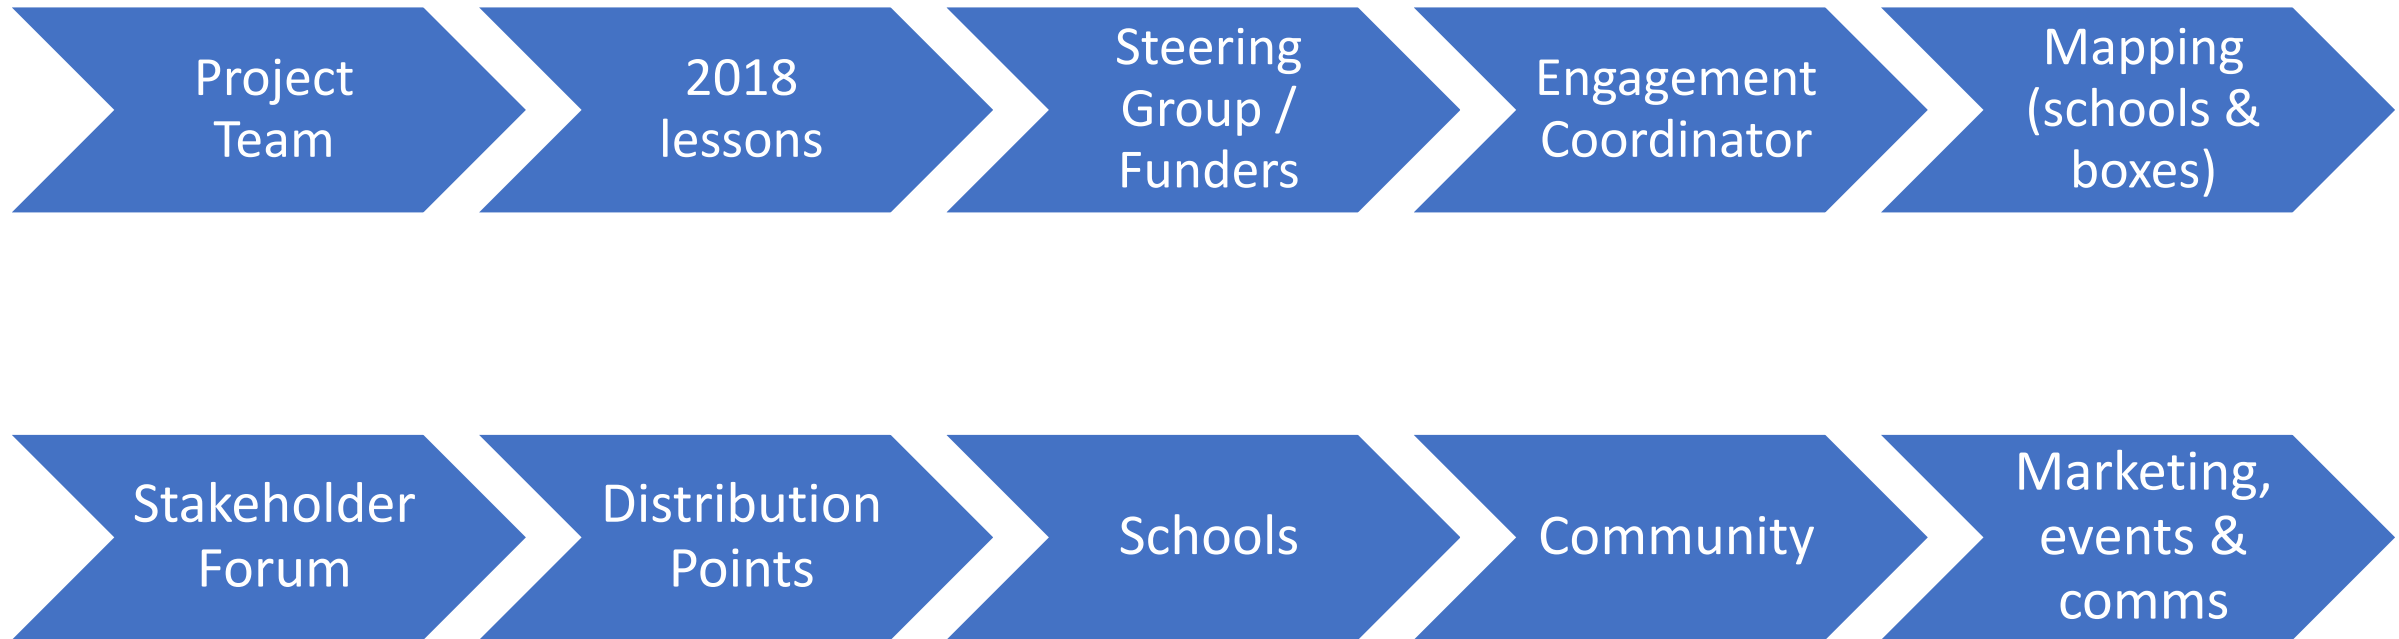 Project
Team
2018
lessons
Steering
Group /
Funders
Engagement
Coordinator
Mapping
(schools &
boxes)
Stakeholder
Forum
Distribution
Points
Schools
Community
Marketing,
events &
comms